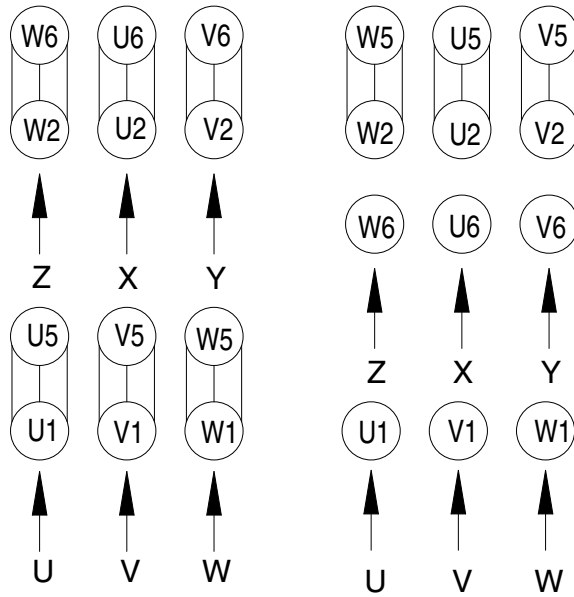 W6 U6 V6
W2 U2 V2
Z X Y
U5 V5 W5
U1 V1 W1
U V W
W5 U5 V5
W2 U2 V2
W6 U6 V6
Z X Y
U1 V1 W1
U V W